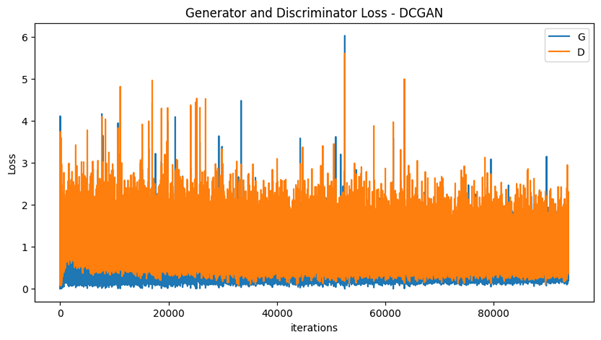 Generator and Discriminator Loss - DCGAN
G
D
6
5
4
3
2
1
0
Loss
0 20000 40000 60000 80000
iterations